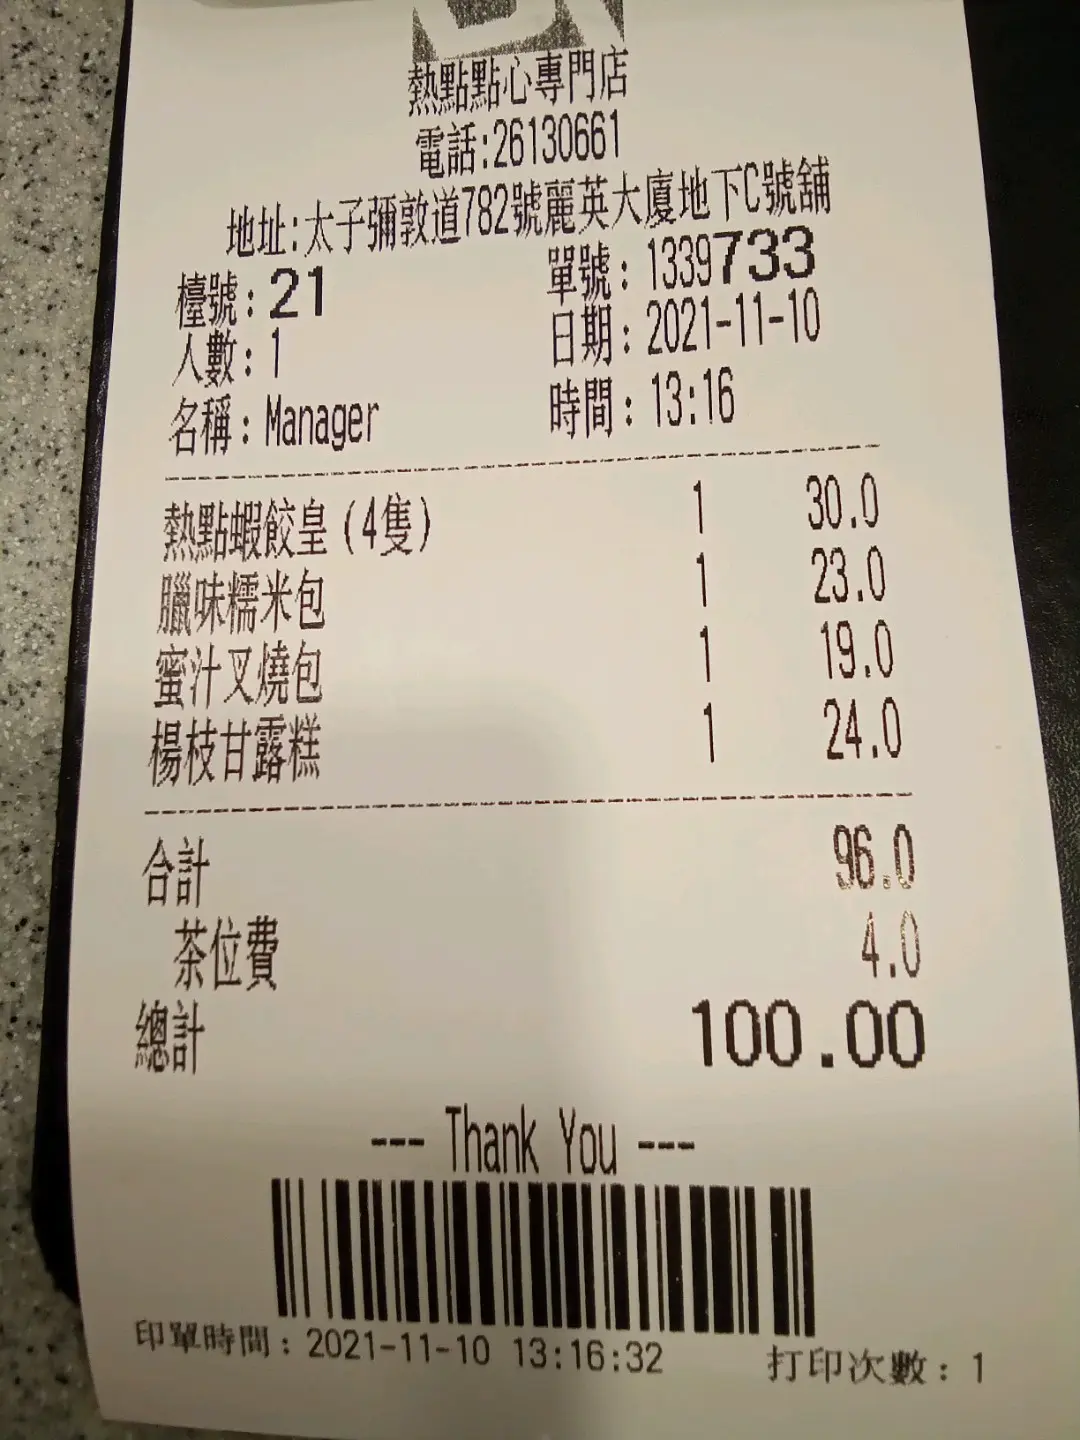 熱點點心專門店
電話:26130661
地址:太子彌敦道782號麗英大廈地下C號舖
檯號:21 單號:1339733
人數:1 日期:2021-11-10
名稱:Manager 時間:13:16
熱點蝦餃皇(4隻) 1 30.0
臘味糯米包 1 23.0
蜜汁叉燒包 1 19.0
楊枝甘露糕 1 24.0
合計 96.0
茶位費 4.0
總計 100.00
--- Thank You ---
印單時間:2021-11-10 13:16:32 打印次數:1